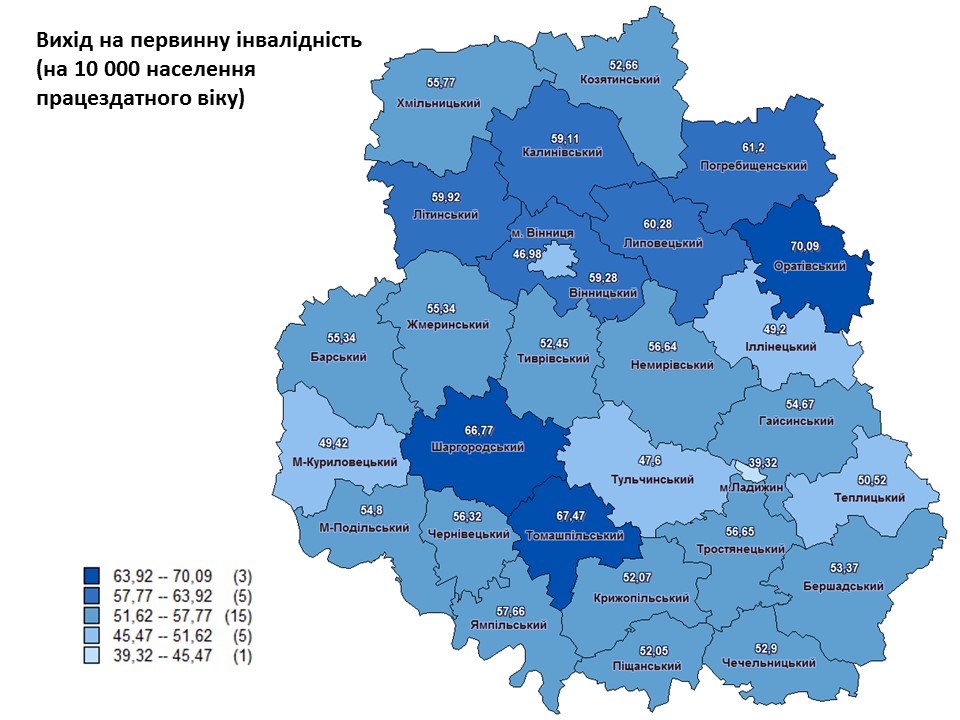 Вихід на первинну інвалідність
(на 10 000 населення
працездатного віку)
52,66
Козятинський
55,77
Хмільницький
59,11
Калинівський
61,2
Погребищенський
59,92
Літинський
60,28
Липовецький
м. Вінниця
46,98
70,09
Оратівський
59,28
Вінницький
55,34
Жмеринський
49,2
Іллінецький
55,34
Барський
52,45
Тиврівський
56,64
Немирівський
54,67
Гайсинський
66,77
Шаргородський
49,42
М-Куриловецький
47,6
Тульчинський
39,32
м.Ладижин
50,52
Теплицький
54,8
М-Подільський
56,32
Чернівецький
67,47
Томашпільський
56,65
Тростянецький
53,37
Бершадський
52,07
Крижопільський
57,66
Ямпільський
52,05
Піщанський
52,9
Чечельницький
63,92 -- 70,09 (3)
57,77 -- 63,92 (5)
51,62 -- 57,77 (15)
45,47 -- 51,62 (5)
39,32 -- 45,47 (1)